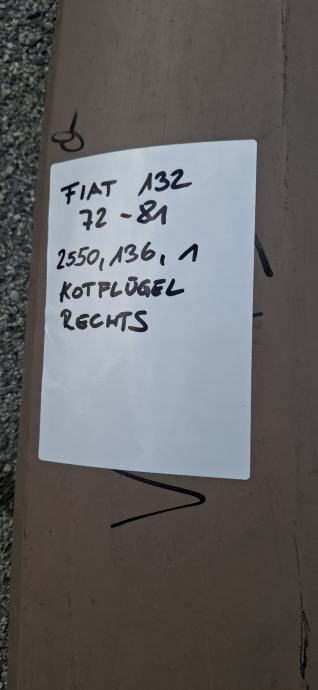 FIAT 132
72 - 81
2550, 136, 1
KOTFLÜGEL
RECHTS